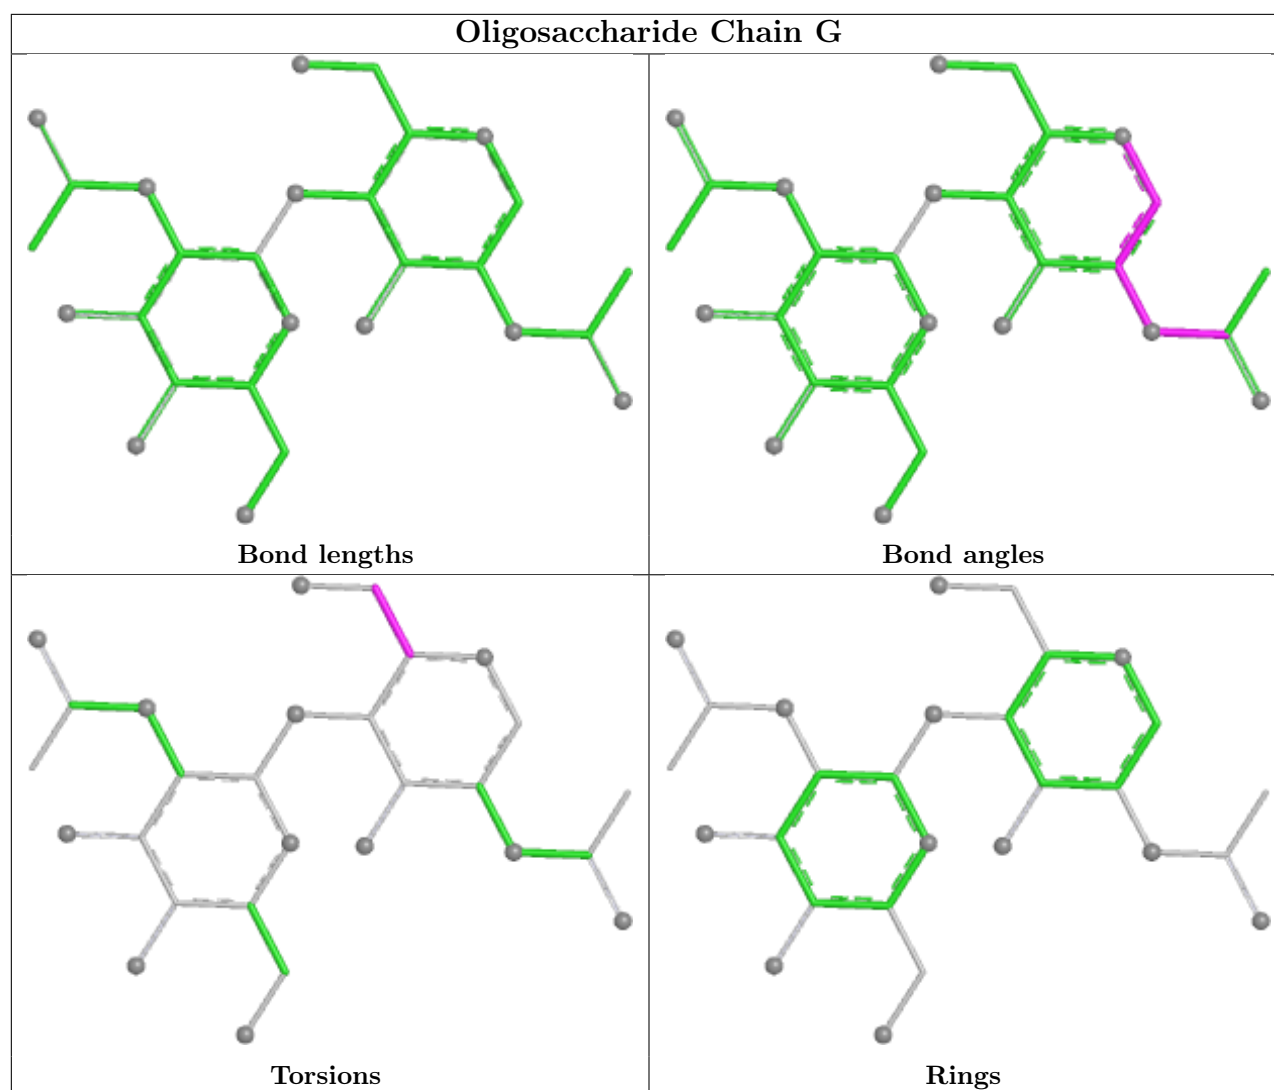 Oligosaccharide Chain G
Bond lengths
Bond angles
Torsions
Rings